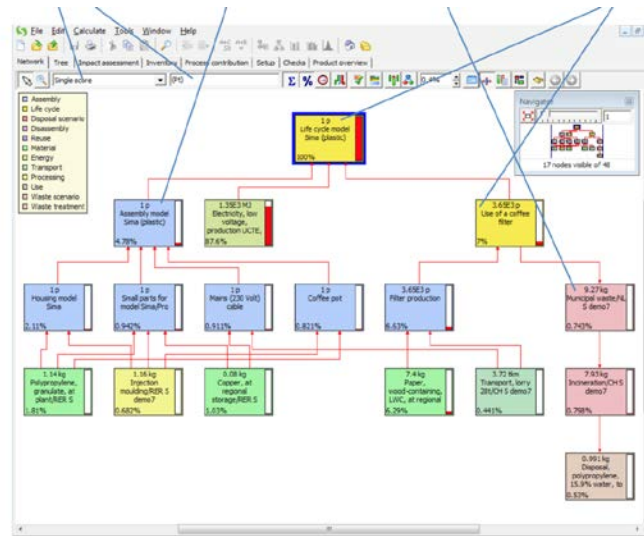 File Edit Calculate Tools Window Help
Network Tree Impact assessment Inventory Process contribution Setup Checks Product overview
Single score (Pt) Σ % 0.4%
Assembly
Life cycle
Disposal scenario
Disassembly
Reuse
Material
Energy
Transport
Processing
Use
Waste scenario
Waste treatment
Navigator
1
17 nodes visible of 48
1 p
Life cycle model
Sima (plastic)
100%
1 p
Assembly model
Sima (plastic)
4.78%
1.35E3 MJ
Electricity, low
voltage,
production UCTE,
87.6%
3.65E3 p
Use of a coffee
filter
7%
1 p
Housing model
Sima
2.11%
1 p
Small parts for
model Sima/Pro
0.942%
1 p
Mains (230 Volt)
cable
0.911%
1 p
Coffee pot
0.821%
3.65E3 p
Filter production
6.63%
9.27 kg
Municipal waste/NL
S demo7
0.743%
1.14 kg
Polypropylene,
granulate, at
plant/RER S
1.81%
1.16 kg
Injection
moulding/RER S
demo7
0.682%
0.08 kg
Copper, at
regional
storage/RER S
1.03%
7.4 kg
Paper,
wood-containing,
LWC, at regional
6.29%
3.72 tkm
Transport, lorry
28t/CH S demo7
0.441%
7.93 kg
Incineration/CH S
demo7
0.798%
0.991 kg
Disposal,
polypropylene,
15.9% water, to
0.53%